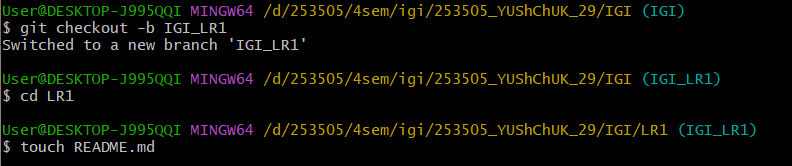 User@DESKTOP-J995QQI MINGW64 /d/253505/4sem/igi/253505_YUShChUK_29/IGI (IGI)
$ git checkout -b IGI_LR1
Switched to a new branch 'IGI_LR1'
User@DESKTOP-J995QQI MINGW64 /d/253505/4sem/igi/253505_YUShChUK_29/IGI (IGI_LR1)
$ cd LR1
User@DESKTOP-J995QQI MINGW64 /d/253505/4sem/igi/253505_YUShChUK_29/IGI/LR1 (IGI_LR1)
$ touch README.md